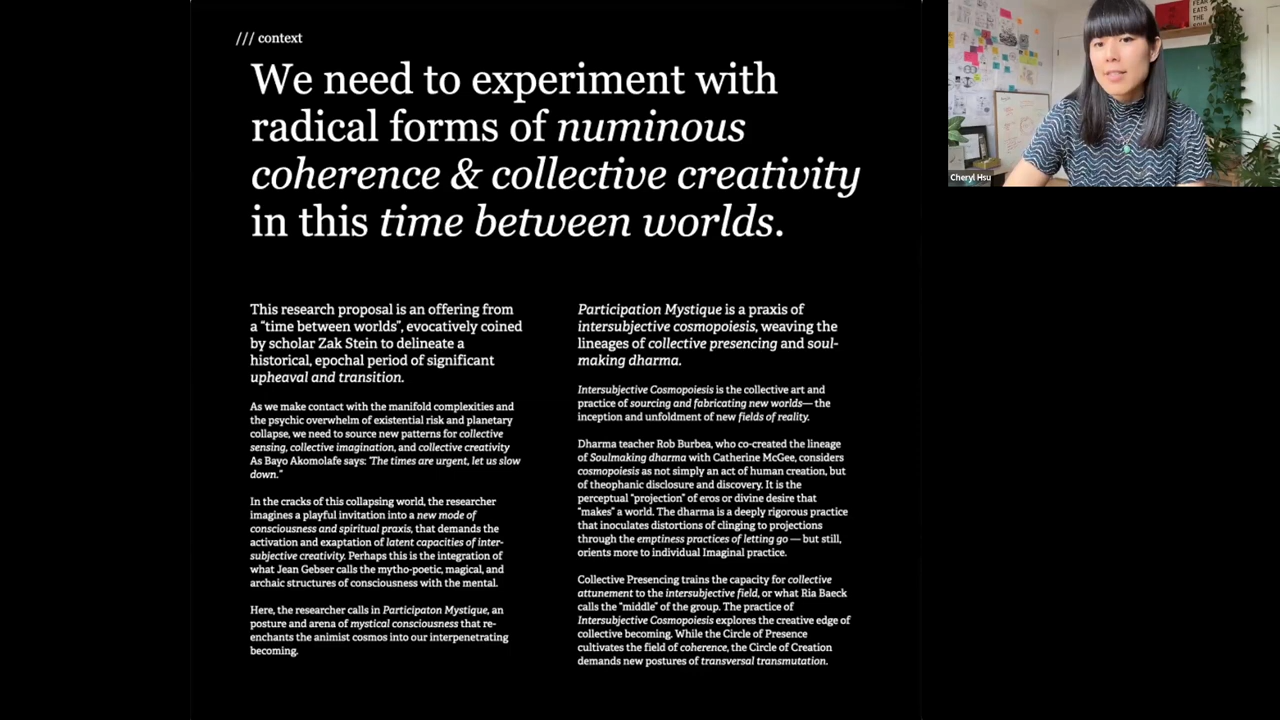 /// context
We need to experiment with
radical forms of numinous
coherence & collective creativity
in this time between worlds.
This research proposal is an offering from
a “time between worlds”, evocatively coined
by scholar Zak Stein to delineate a
historical, epochal period of significant
upheaval and transition.
As we make contact with the manifold complexities and
the psychic overwhelm of existential risk and planetary
collapse, we need to source new patterns for collective
sensing, collective imagination, and collective creativity
As Bayo Akomolafe says: “The times are urgent, let us slow
down.”
In the cracks of this collapsing world, the researcher
imagines a playful invitation into a new mode of
consciousness and spiritual praxis, that demands the
activation and exaptation of latent capacities of inter-
subjective creativity. Perhaps this is the integration of
what Jean Gebser calls the mytho-poetic, magical, and
archaic structures of consciousness with the mental.
Here, the researcher calls in Participaton Mystique, an
posture and arena of mystical consciousness that re-
enchants the animist cosmos into our interpenetrating
becoming.
Participation Mystique is a praxis of
intersubjective cosmopoiesis, weaving the
lineages of collective presencing and soul-
making dharma.
Intersubjective Cosmopoiesis is the collective art and
practice of sourcing and fabricating new worlds— the
inception and unfoldment of new fields of reality.
Dharma teacher Rob Burbea, who co-created the lineage
of Soulmaking dharma with Catherine McGee, considers
cosmopoiesis as not simply an act of human creation, but
of theophanic disclosure and discovery. It is the
perceptual “projection” of eros or divine desire that
“makes” a world. The dharma is a deeply rigorous practice
that inoculates distortions of clinging to projections
through the emptiness practices of letting go — but still,
orients more to individual Imaginal practice.
Collective Presencing trains the capacity for collective
attunement to the intersubjective field, or what Ria Baeck
calls the “middle” of the group. The practice of
Intersubjective Cosmopoiesis explores the creative edge of
collective becoming. While the Circle of Presence
cultivates the field of coherence, the Circle of Creation
demands new postures of transversal transmutation.
FEAR
EATS
THE
SOUL
Cheryl Hsu